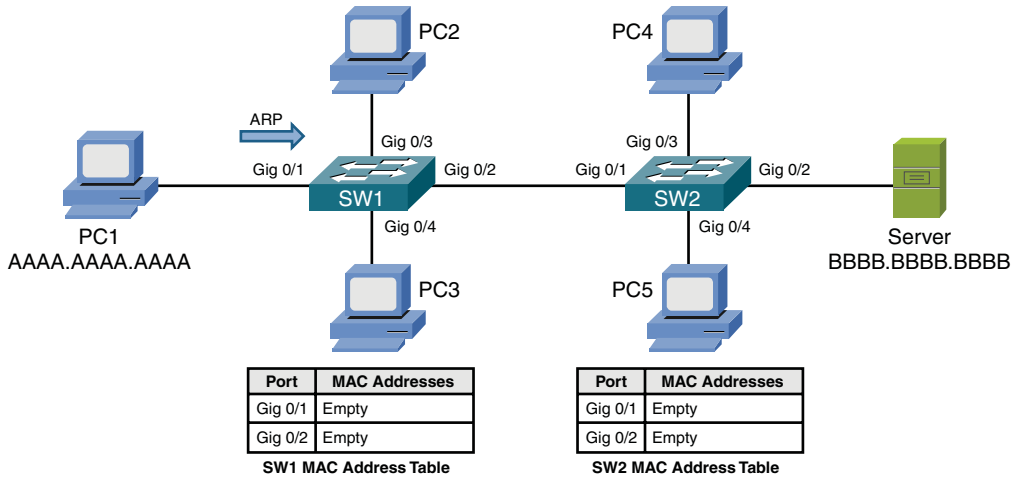 PC2
PC4
ARP
Gig 0/3
Gig 0/3
Gig 0/1
Gig 0/2
Gig 0/1
Gig 0/2
SW1
SW2
Gig 0/4
Gig 0/4
PC1
AAAA.AAAA.AAAA
Server
BBBB.BBBB.BBBB
PC3
PC5
Port MAC Addresses
Gig 0/1 Empty
Gig 0/2 Empty
SW1 MAC Address Table
Port MAC Addresses
Gig 0/1 Empty
Gig 0/2 Empty
SW2 MAC Address Table